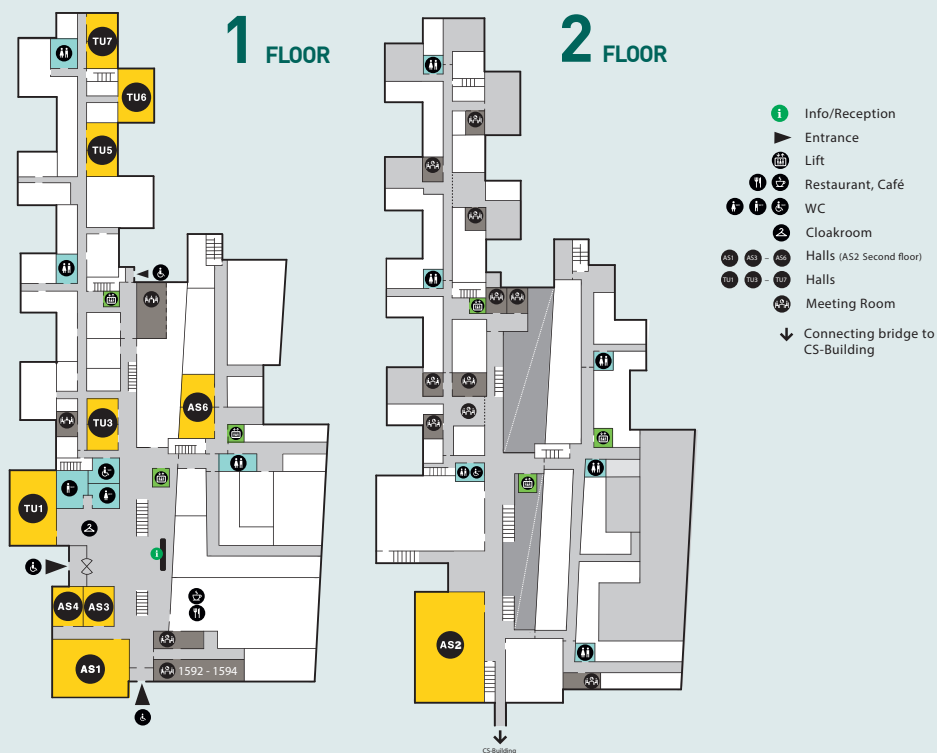 1 FLOOR
2 FLOOR
TU7
TU6
TU5
TU3
AS6
TU1
AS4
AS3
AS1
1592 - 1594
AS2
CS-Building
i Info/Reception
Entrance
Lift
Restaurant, Café
WC
Cloakroom
AS1 AS3 – AS6 Halls (AS2 Second floor)
TU1 TU3 – TU7 Halls
Meeting Room
Connecting bridge to
CS-Building